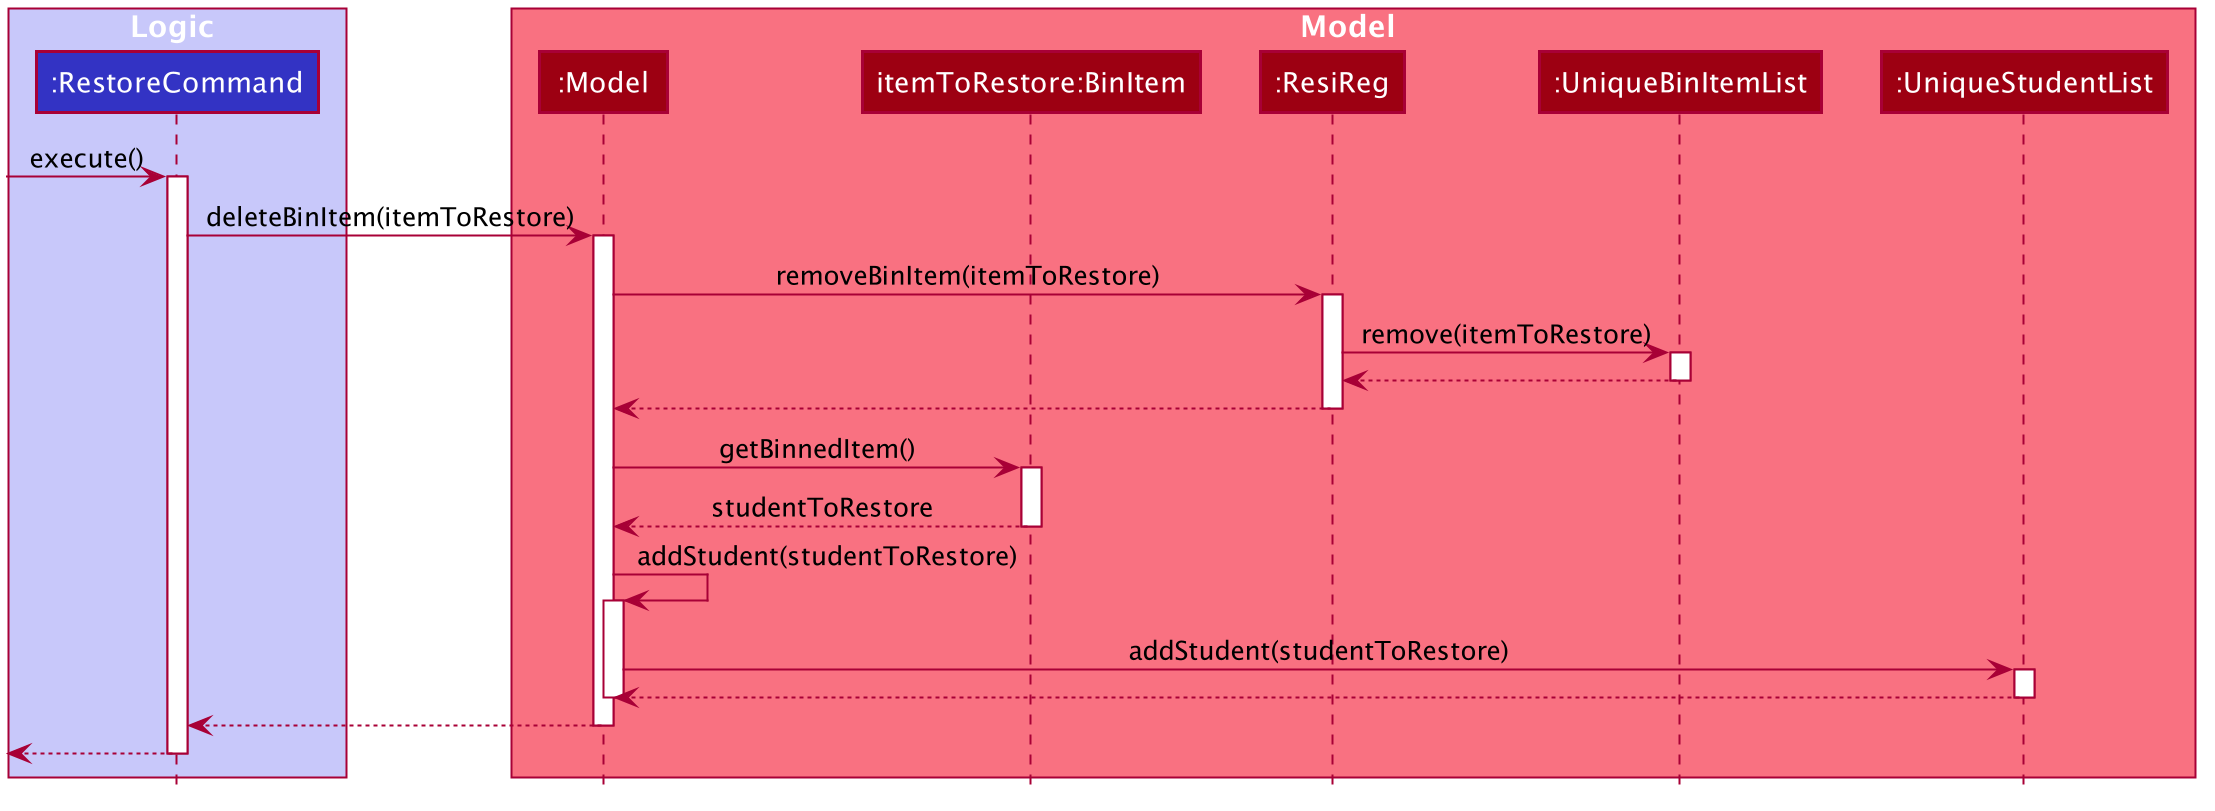 Logic
Model
:RestoreCommand
:Model
itemToRestore:BinItem
:ResiReg
:UniqueBinItemList
:UniqueStudentList
execute()
deleteBinItem(itemToRestore)
removeBinItem(itemToRestore)
remove(itemToRestore)
getBinnedItem()
studentToRestore
addStudent(studentToRestore)
addStudent(studentToRestore)